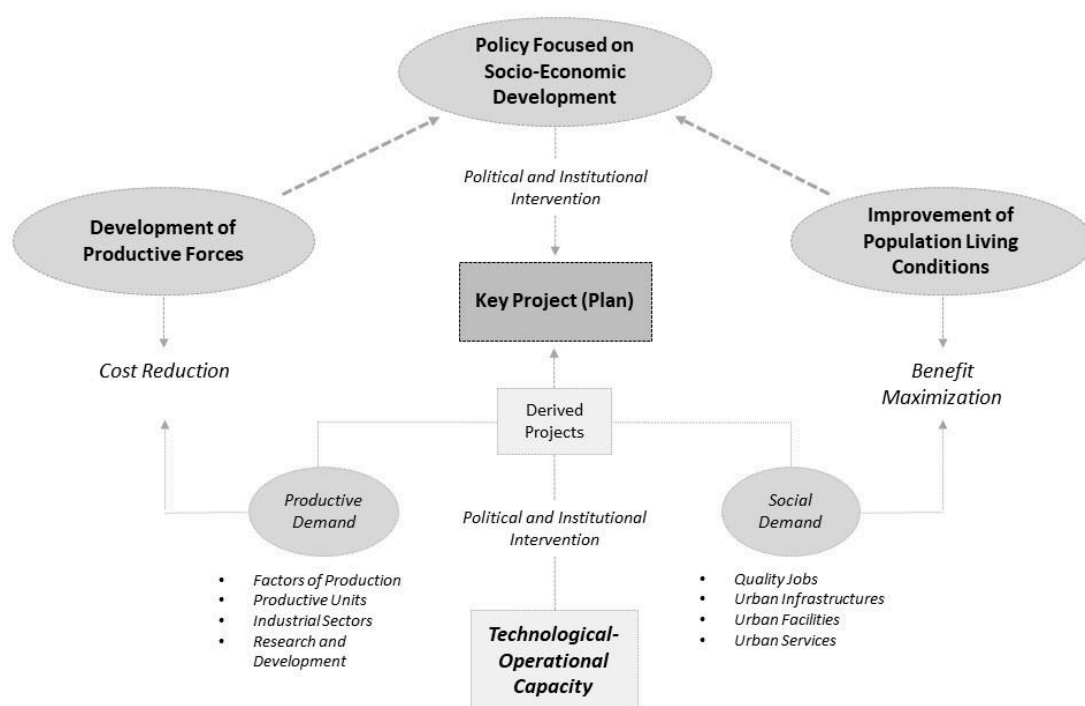 Policy Focused on
Socio-Economic
Development
Political and Institutional
Intervention
Development of
Productive Forces
Improvement of
Population Living
Conditions
Key Project (Plan)
Cost Reduction
Benefit
Maximization
Derived
Projects
Productive
Demand
Social
Demand
Political and Institutional
Intervention
• Factors of Production
• Productive Units
• Industrial Sectors
• Research and
Development
• Quality Jobs
• Urban Infrastructures
• Urban Facilities
• Urban Services
Technological-
Operational
Capacity